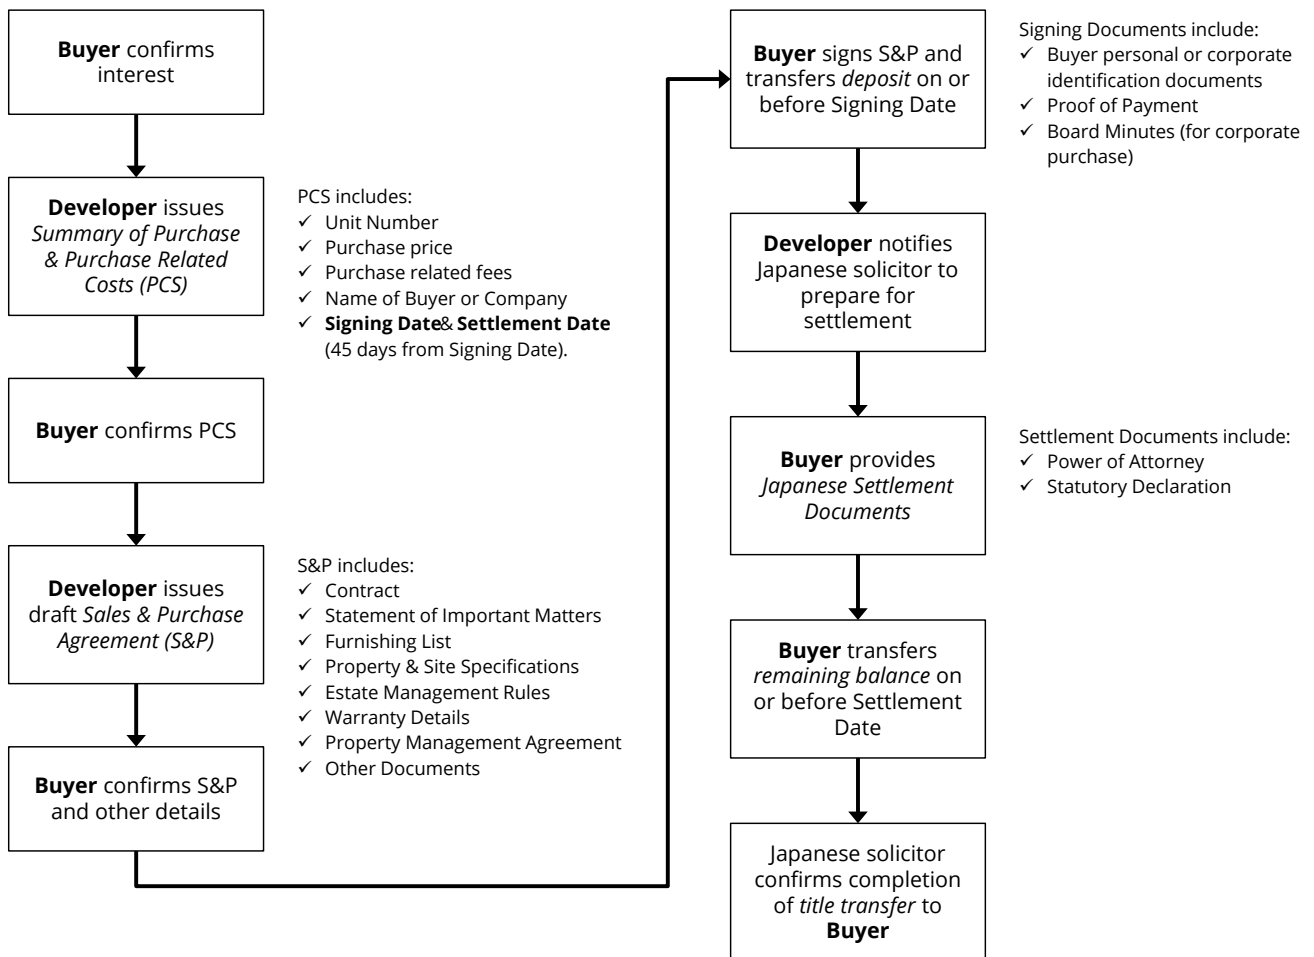 Buyer confirms
interest
Developer issues
Summary of Purchase
& Purchase Related
Costs (PCS)
PCS includes:
✓ Unit Number
✓ Purchase price
✓ Purchase related fees
✓ Name of Buyer or Company
✓ Signing Date& Settlement Date
(45 days from Signing Date).
Buyer confirms PCS
Developer issues
draft Sales & Purchase
Agreement (S&P)
S&P includes:
✓ Contract
✓ Statement of Important Matters
✓ Furnishing List
✓ Property & Site Specifications
✓ Estate Management Rules
✓ Warranty Details
✓ Property Management Agreement
✓ Other Documents
Buyer confirms S&P
and other details
Buyer signs S&P and
transfers deposit on or
before Signing Date
Signing Documents include:
✓ Buyer personal or corporate
identification documents
✓ Proof of Payment
✓ Board Minutes (for corporate
purchase)
Developer notifies
Japanese solicitor to
prepare for
settlement
Buyer provides
Japanese Settlement
Documents
Settlement Documents include:
✓ Power of Attorney
✓ Statutory Declaration
Buyer transfers
remaining balance on
or before Settlement
Date
Japanese solicitor
confirms completion
of title transfer to
Buyer